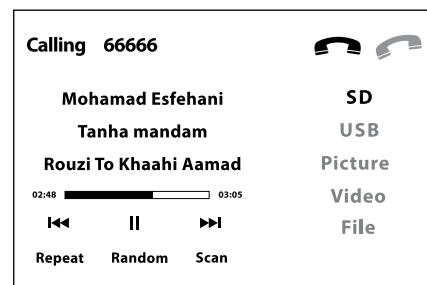 Calling 66666
Mohamad Esfehani
Tanha mandam
Rouzi To Khaahi Aamad
02:48 03:05
Repeat Random Scan
SD
USB
Picture
Video
File